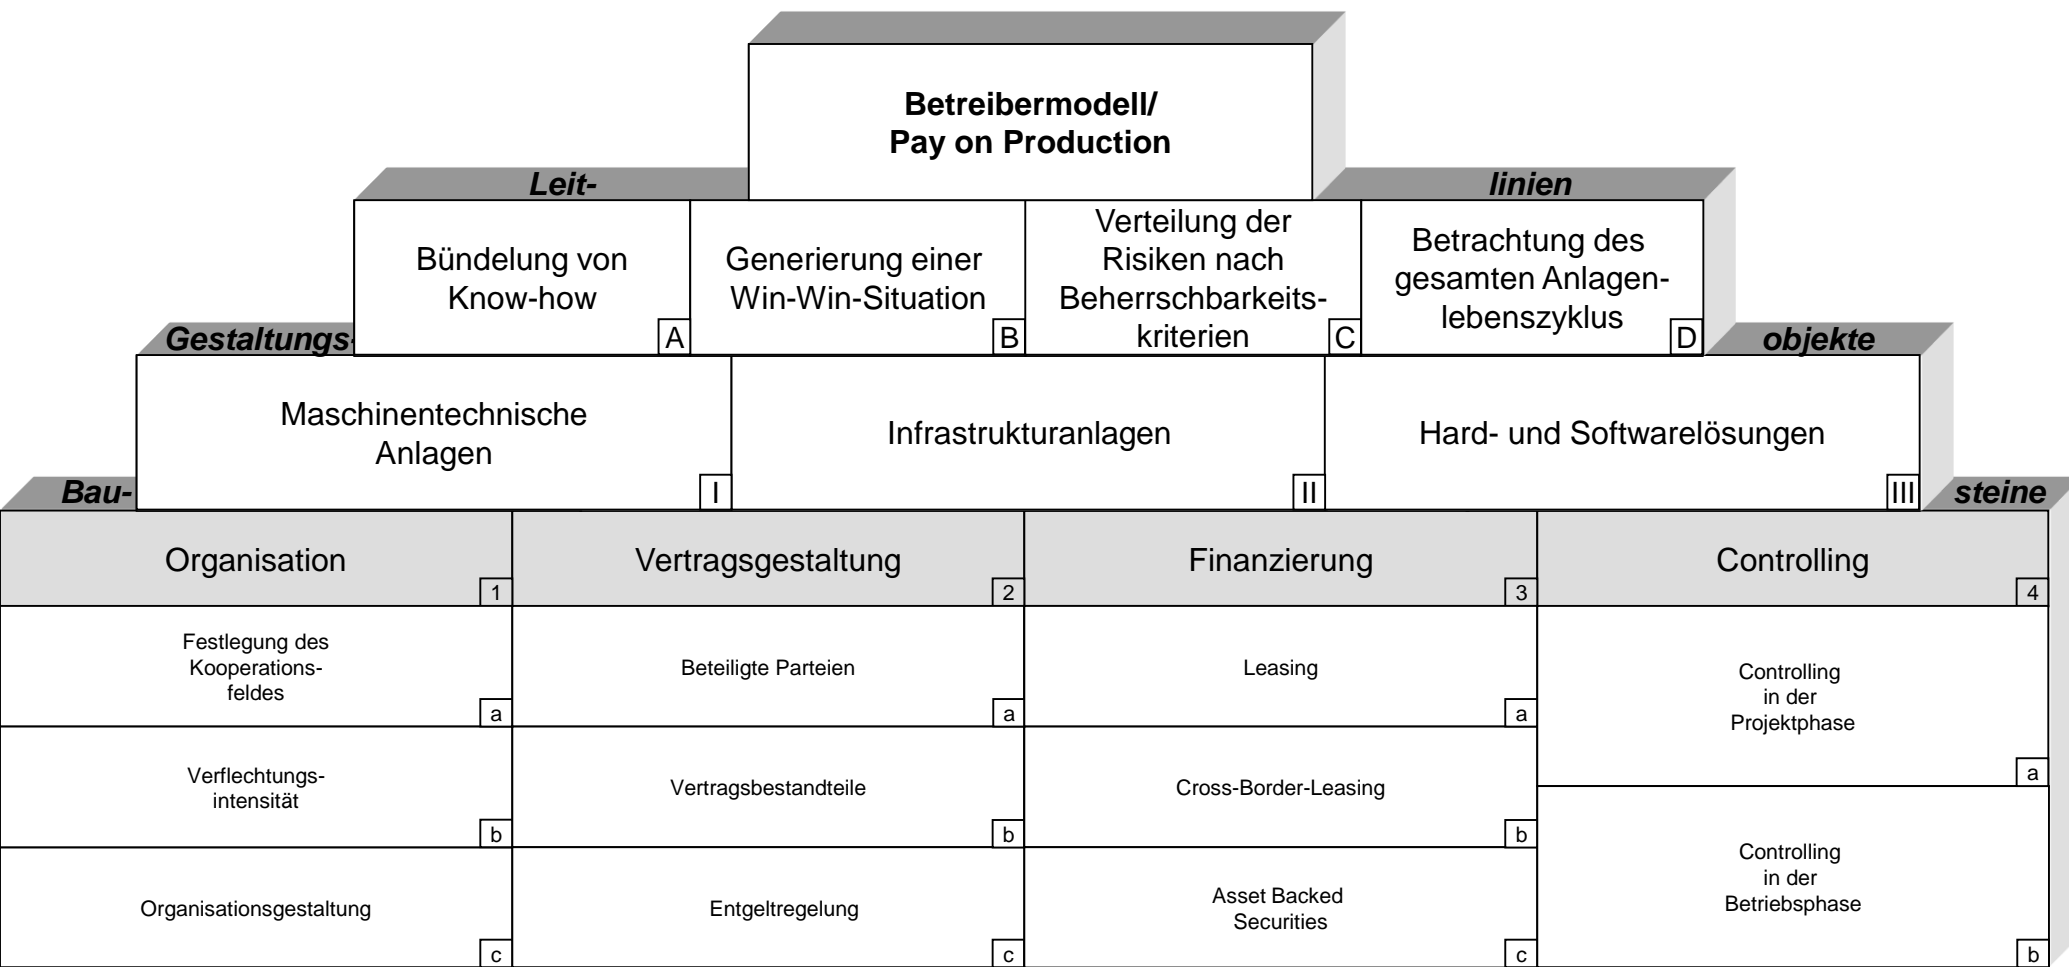 Betreibermodell/
Pay on Production
Leit-
linien
Bündelung von
Know-how
A
Generierung einer
Win-Win-Situation
B
Verteilung der
Risiken nach
Beherrschbarkeits-
kriterien
C
Betrachtung des
gesamten Anlagen-
lebenszyklus
D
Gestaltungs-
objekte
Maschinentechnische
Anlagen
I
Infrastrukturanlagen
II
Hard- und Softwarelösungen
III
Bau-
steine
Organisation
1
Vertragsgestaltung
2
Finanzierung
3
Controlling
4
Festlegung des
Kooperations-
feldes
a
Verflechtungs-
intensität
b
Organisationsgestaltung
c
Beteiligte Parteien
a
Vertragsbestandteile
b
Entgeltregelung
c
Leasing
a
Cross-Border-Leasing
b
Asset Backed
Securities
c
Controlling
in der
Projektphase
a
Controlling
in der
Betriebsphase
b